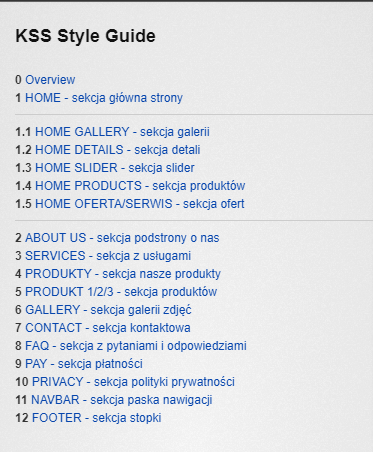 KSS Style Guide
0 Overview
1 HOME - sekcja główna strony
1.1 HOME GALLERY - sekcja galerii
1.2 HOME DETAILS - sekcja detali
1.3 HOME SLIDER - sekcja slider
1.4 HOME PRODUCTS - sekcja produktów
1.5 HOME OFERTA/SERWIS - sekcja ofert
2 ABOUT US - sekcja podstrony o nas
3 SERVICES - sekcja z usługami
4 PRODUKTY - sekcja nasze produkty
5 PRODUKT 1/2/3 - sekcja produktów
6 GALLERY - sekcja galerii zdjęć
7 CONTACT - sekcja kontaktowa
8 FAQ - sekcja z pytaniami i odpowiedziami
9 PAY - sekcja płatności
10 PRIVACY - sekcja polityki prywatności
11 NAVBAR - sekcja paska nawigacji
12 FOOTER - sekcja stopki